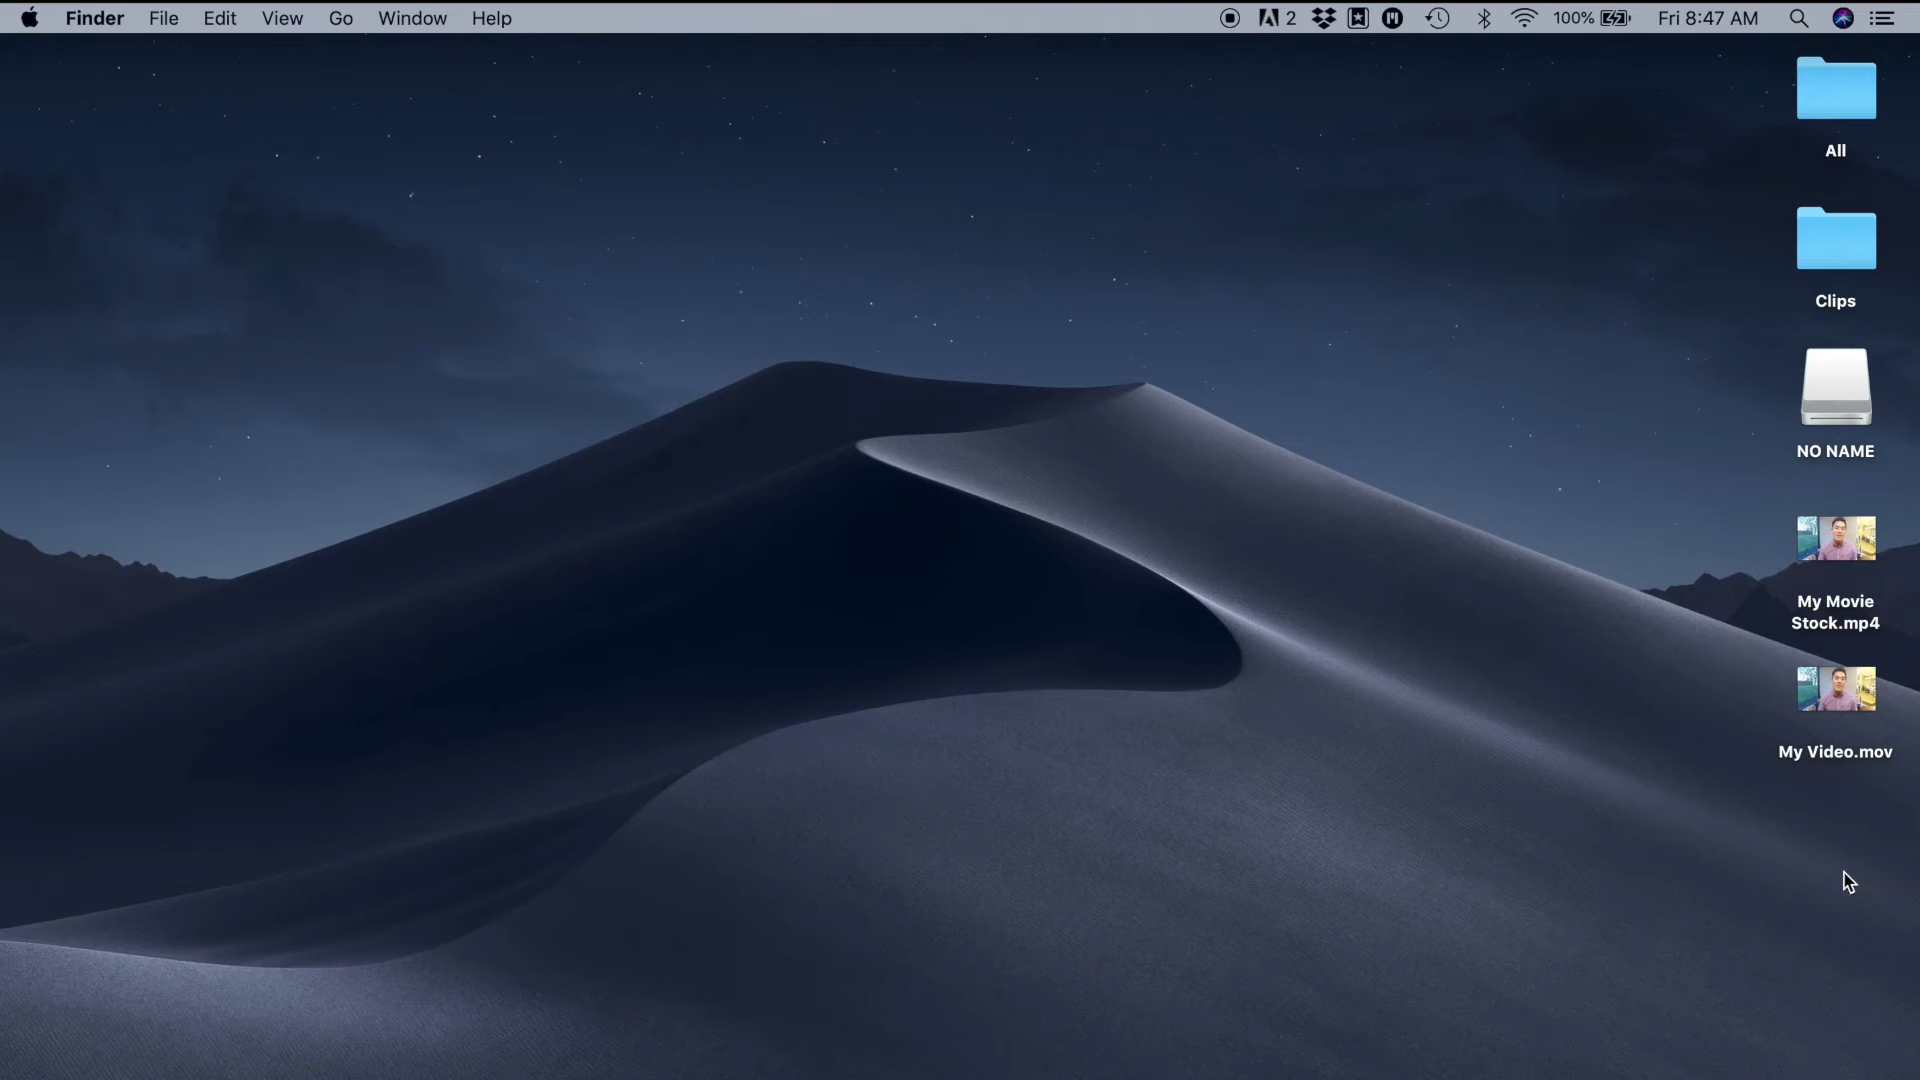 Finder File Edit View Go Window Help 2 100% Fri 8:47 AM
All
Clips
NO NAME
My Movie
Stock.mp4
My Video.mov